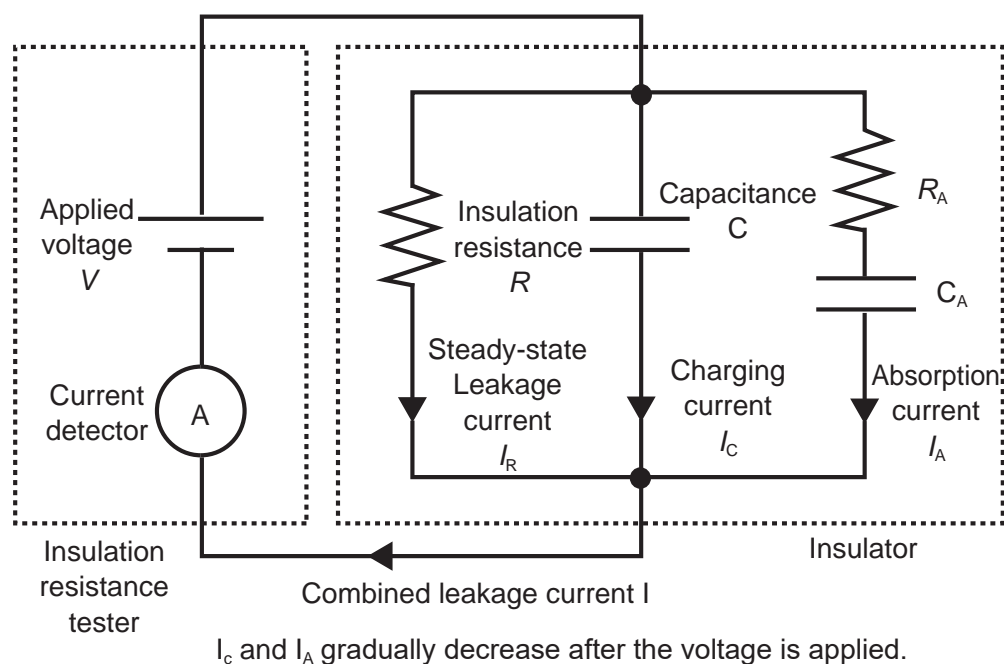 Applied
voltage
V
Current
detector
A
Insulation
resistance
tester
Insulation
resistance
R
Steady-state
Leakage
current
I_R
Capacitance
C
Charging
current
I_C
R_A
C_A
Absorption
current
I_A
Insulator
Combined leakage current I
I_c and I_A gradually decrease after the voltage is applied.